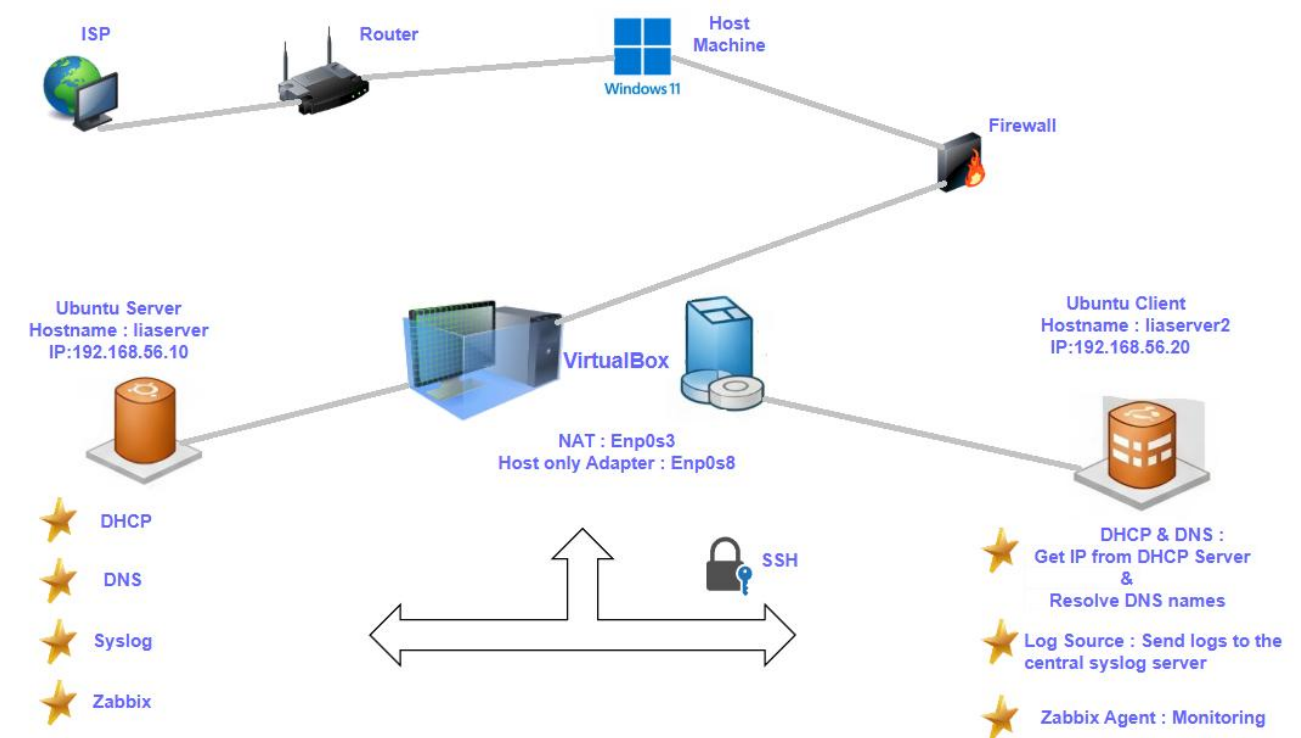 ISP
Router
Host
Machine
Windows 11
Firewall
Ubuntu Server
Hostname : liaserver
IP:192.168.56.10
VirtualBox
Ubuntu Client
Hostname : liaserver2
IP:192.168.56.20
NAT : Enp0s3
Host only Adapter : Enp0s8
DHCP
DNS
Syslog
Zabbix
SSH
DHCP & DNS :
Get IP from DHCP Server
&
Resolve DNS names
Log Source : Send logs to the
central syslog server
Zabbix Agent : Monitoring